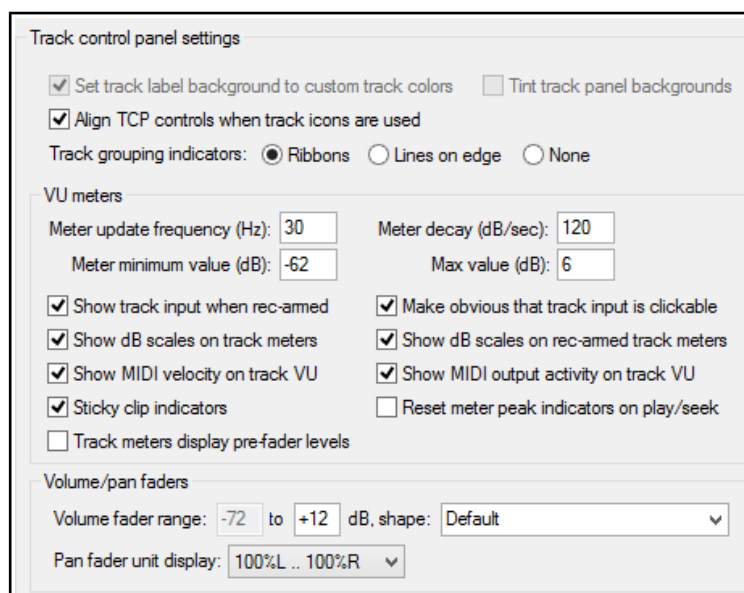 Track control panel settings
Set track label background to custom track colors Tint track panel backgrounds
Align TCP controls when track icons are used
Track grouping indicators: Ribbons Lines on edge None
VU meters
Meter update frequency (Hz): 30 Meter decay (dB/sec): 120
Meter minimum value (dB): -62 Max value (dB): 6
Show track input when rec-armed Make obvious that track input is clickable
Show dB scales on track meters Show dB scales on rec-armed track meters
Show MIDI velocity on track VU Show MIDI output activity on track VU
Sticky clip indicators Reset meter peak indicators on play/seek
Track meters display pre-fader levels
Volume/pan faders
Volume fader range: -72 to +12 dB, shape: Default
Pan fader unit display: 100%L .. 100%R